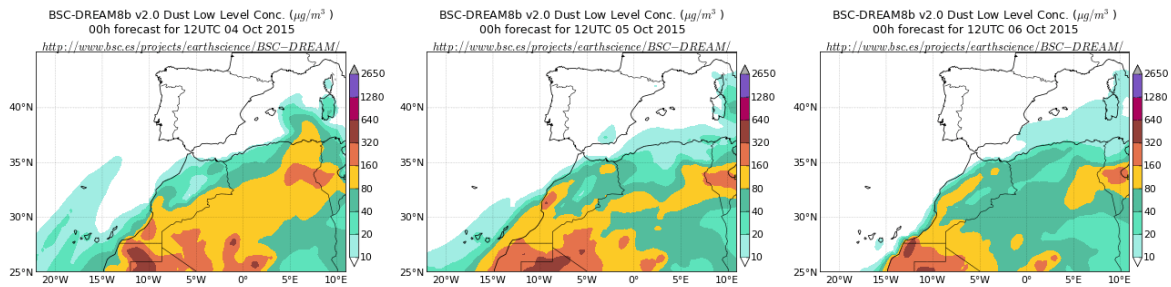 BSC-DREAM8b v2.0 Dust Low Level Conc. (μg/m³ )
00h forecast for 12UTC 04 Oct 2015
http://www.bsc.es/projects/earthscience/BSC-DREAM/
40°N
35°N
30°N
25°N
20°W 15°W 10°W 5°W 0°E 5°E 10°E
2650
1280
640
320
160
80
40
20
10
BSC-DREAM8b v2.0 Dust Low Level Conc. (μg/m³ )
00h forecast for 12UTC 05 Oct 2015
http://www.bsc.es/projects/earthscience/BSC-DREAM/
40°N
35°N
30°N
25°N
20°W 15°W 10°W 5°W 0°E 5°E 10°E
2650
1280
640
320
160
80
40
20
10
BSC-DREAM8b v2.0 Dust Low Level Conc. (μg/m³ )
00h forecast for 12UTC 06 Oct 2015
http://www.bsc.es/projects/earthscience/BSC-DREAM/
40°N
35°N
30°N
25°N
20°W 15°W 10°W 5°W 0°E 5°E 10°E
2650
1280
640
320
160
80
40
20
10